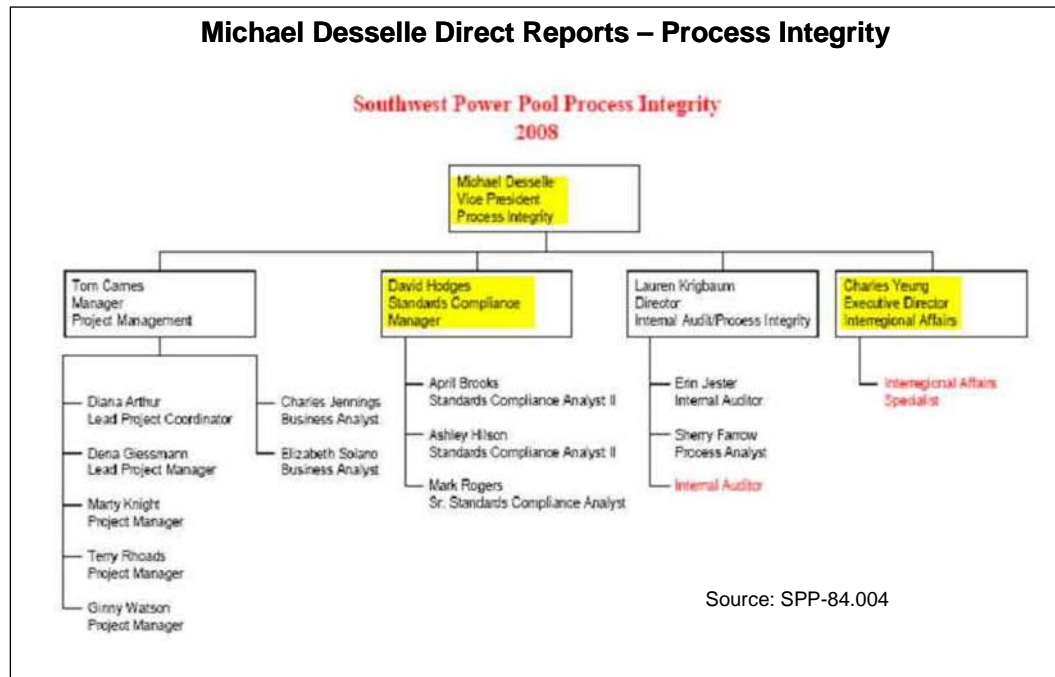 Michael Desselle Direct Reports – Process Integrity
Southwest Power Pool Process Integrity
2008
Michael Desselle
Vice President
Process Integrity
Tom Cames
Manager
Project Management
David Hodges
Standards Compliance
Manager
Lauren Krigbaum
Director
Internal Audit/Process Integrity
Charles Yeung
Executive Director
Interregional Affairs
Diana Arthur
Lead Project Coordinator
Dena Giessmann
Lead Project Manager
Marty Knight
Project Manager
Terry Rhoads
Project Manager
Ginny Watson
Project Manager
Charles Jennings
Business Analyst
Elizabeth Solano
Business Analyst
April Brooks
Standards Compliance Analyst II
Ashley Hilson
Standards Compliance Analyst II
Mark Rogers
Sr. Standards Compliance Analyst
Erin Jester
Internal Auditor
Sherry Farrow
Process Analyst
Internal Auditor
Interregional Affairs
Specialist
Source: SPP-84.004